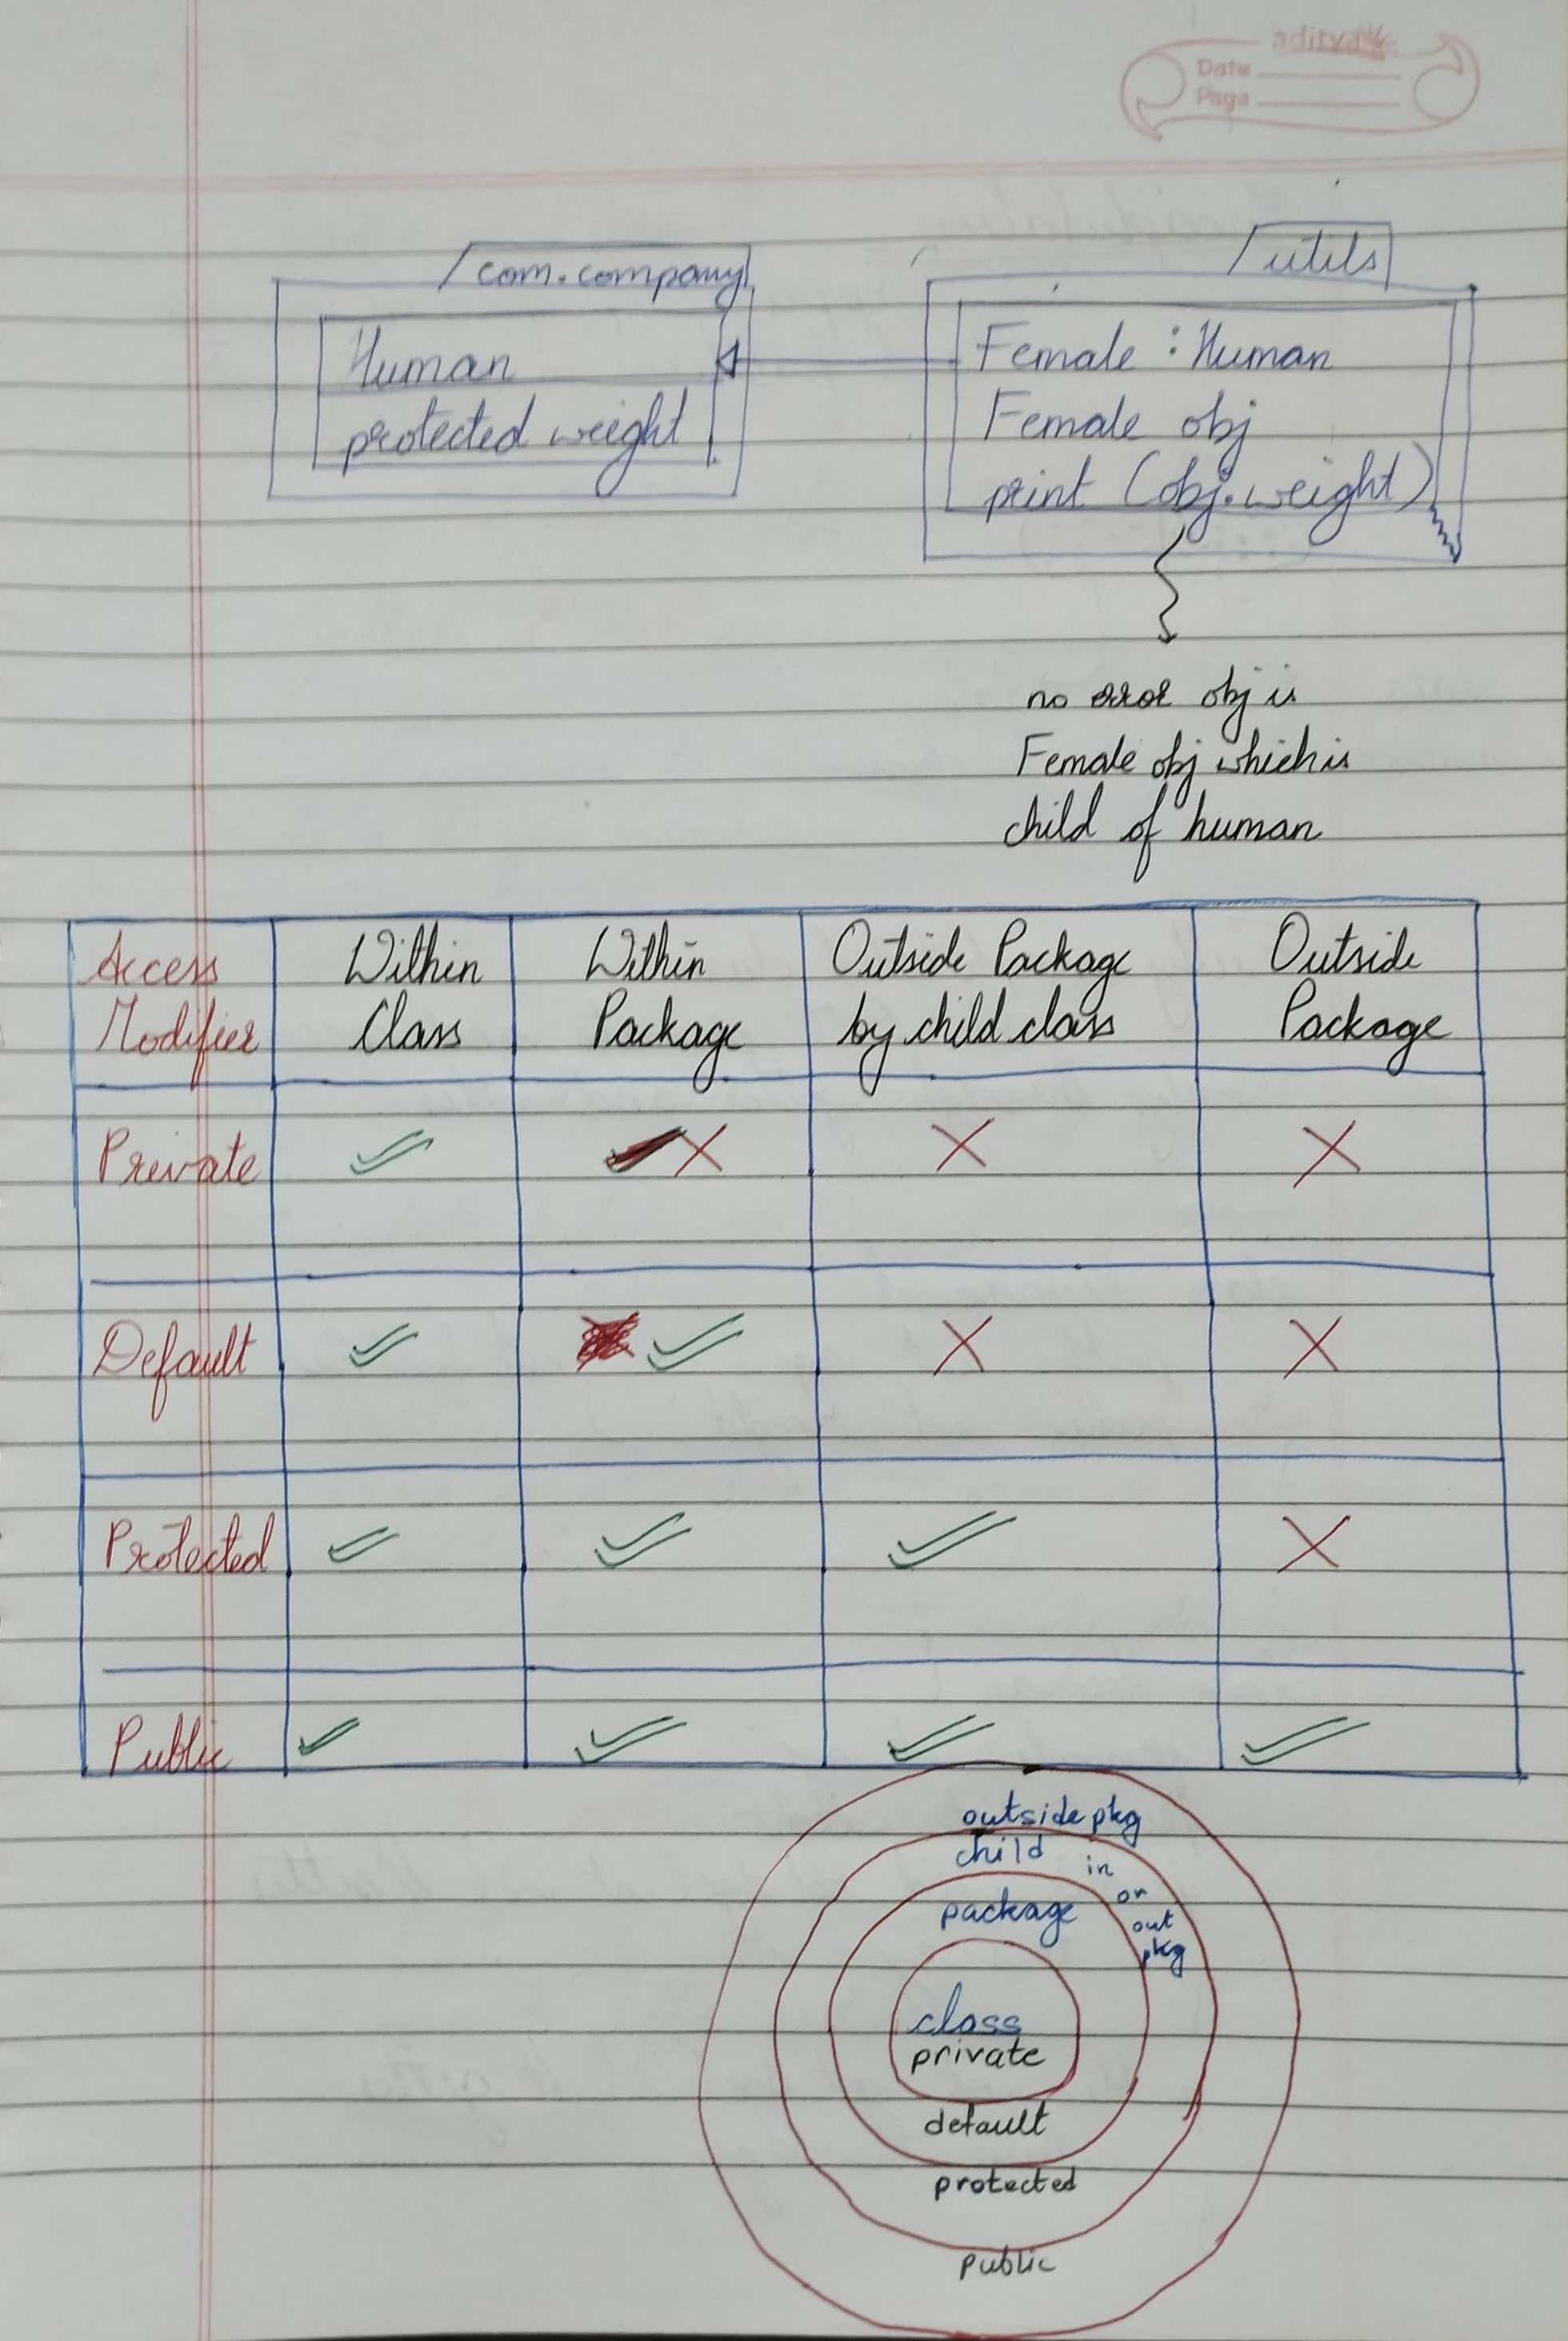 aditya
Date
Page
/com.company
Human
protected weight
/utils
Female : Human
Female obj
print (obj.weight)
no error obj is
Female obj which is
child of human
Access Modifier
Within Class
Within Package
Outside Package by child class
Outside Package
Private ✓ X X X
Default ✓ ✓ X X
Protected ✓ ✓ ✓ X
Public ✓ ✓ ✓ ✓
outside pkg
child
in
or
out
pkg
package
class
private
default
protected
public